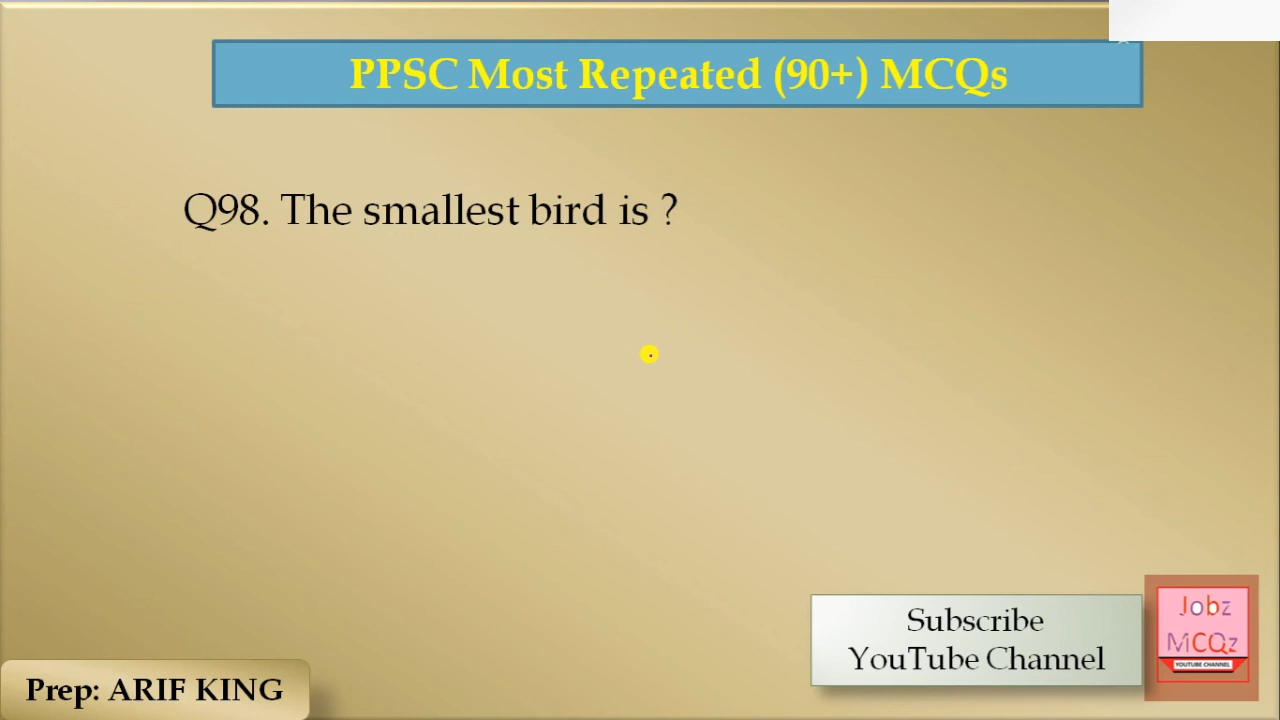 PPSC Most Repeated (90+) MCQs
Q98. The smallest bird is ?
Subscribe
YouTube Channel
Jobz
MCQz
YOUTUBE CHANNEL
Prep: ARIF KING